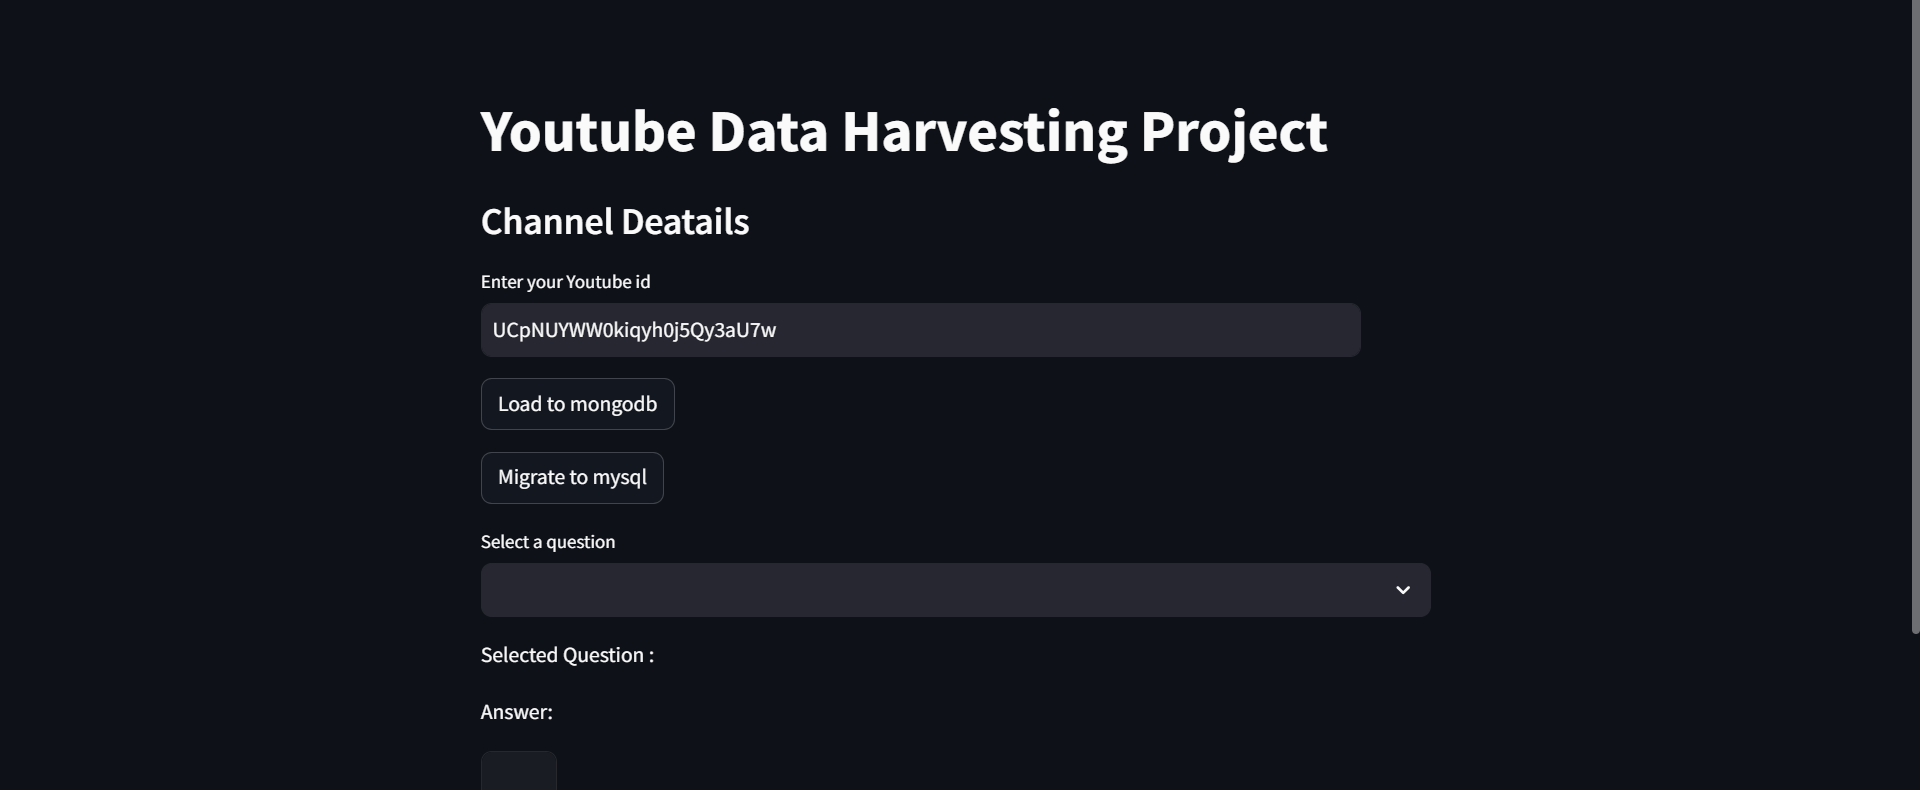 Youtube Data Harvesting Project
Channel Deatails
Enter your Youtube id
UCpNUYWW0kiqyh0j5Qy3aU7w
Load to mongodb
Migrate to mysql
Select a question
Selected Question :
Answer: